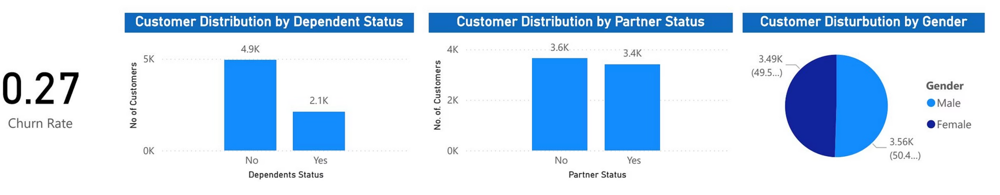 0.27
Churn Rate
Customer Distribution by Dependent Status
No of Customers
5K
0K
4.9K
2.1K
No
Yes
Dependents Status
Customer Distribution by Partner Status
No. of. Customers
4K
2K
0K
3.6K
3.4K
No
Yes
Partner Status
Customer Disturbution by Gender
3.49K
(49.5...)
3.56K
(50.4...)
Gender
Male
Female